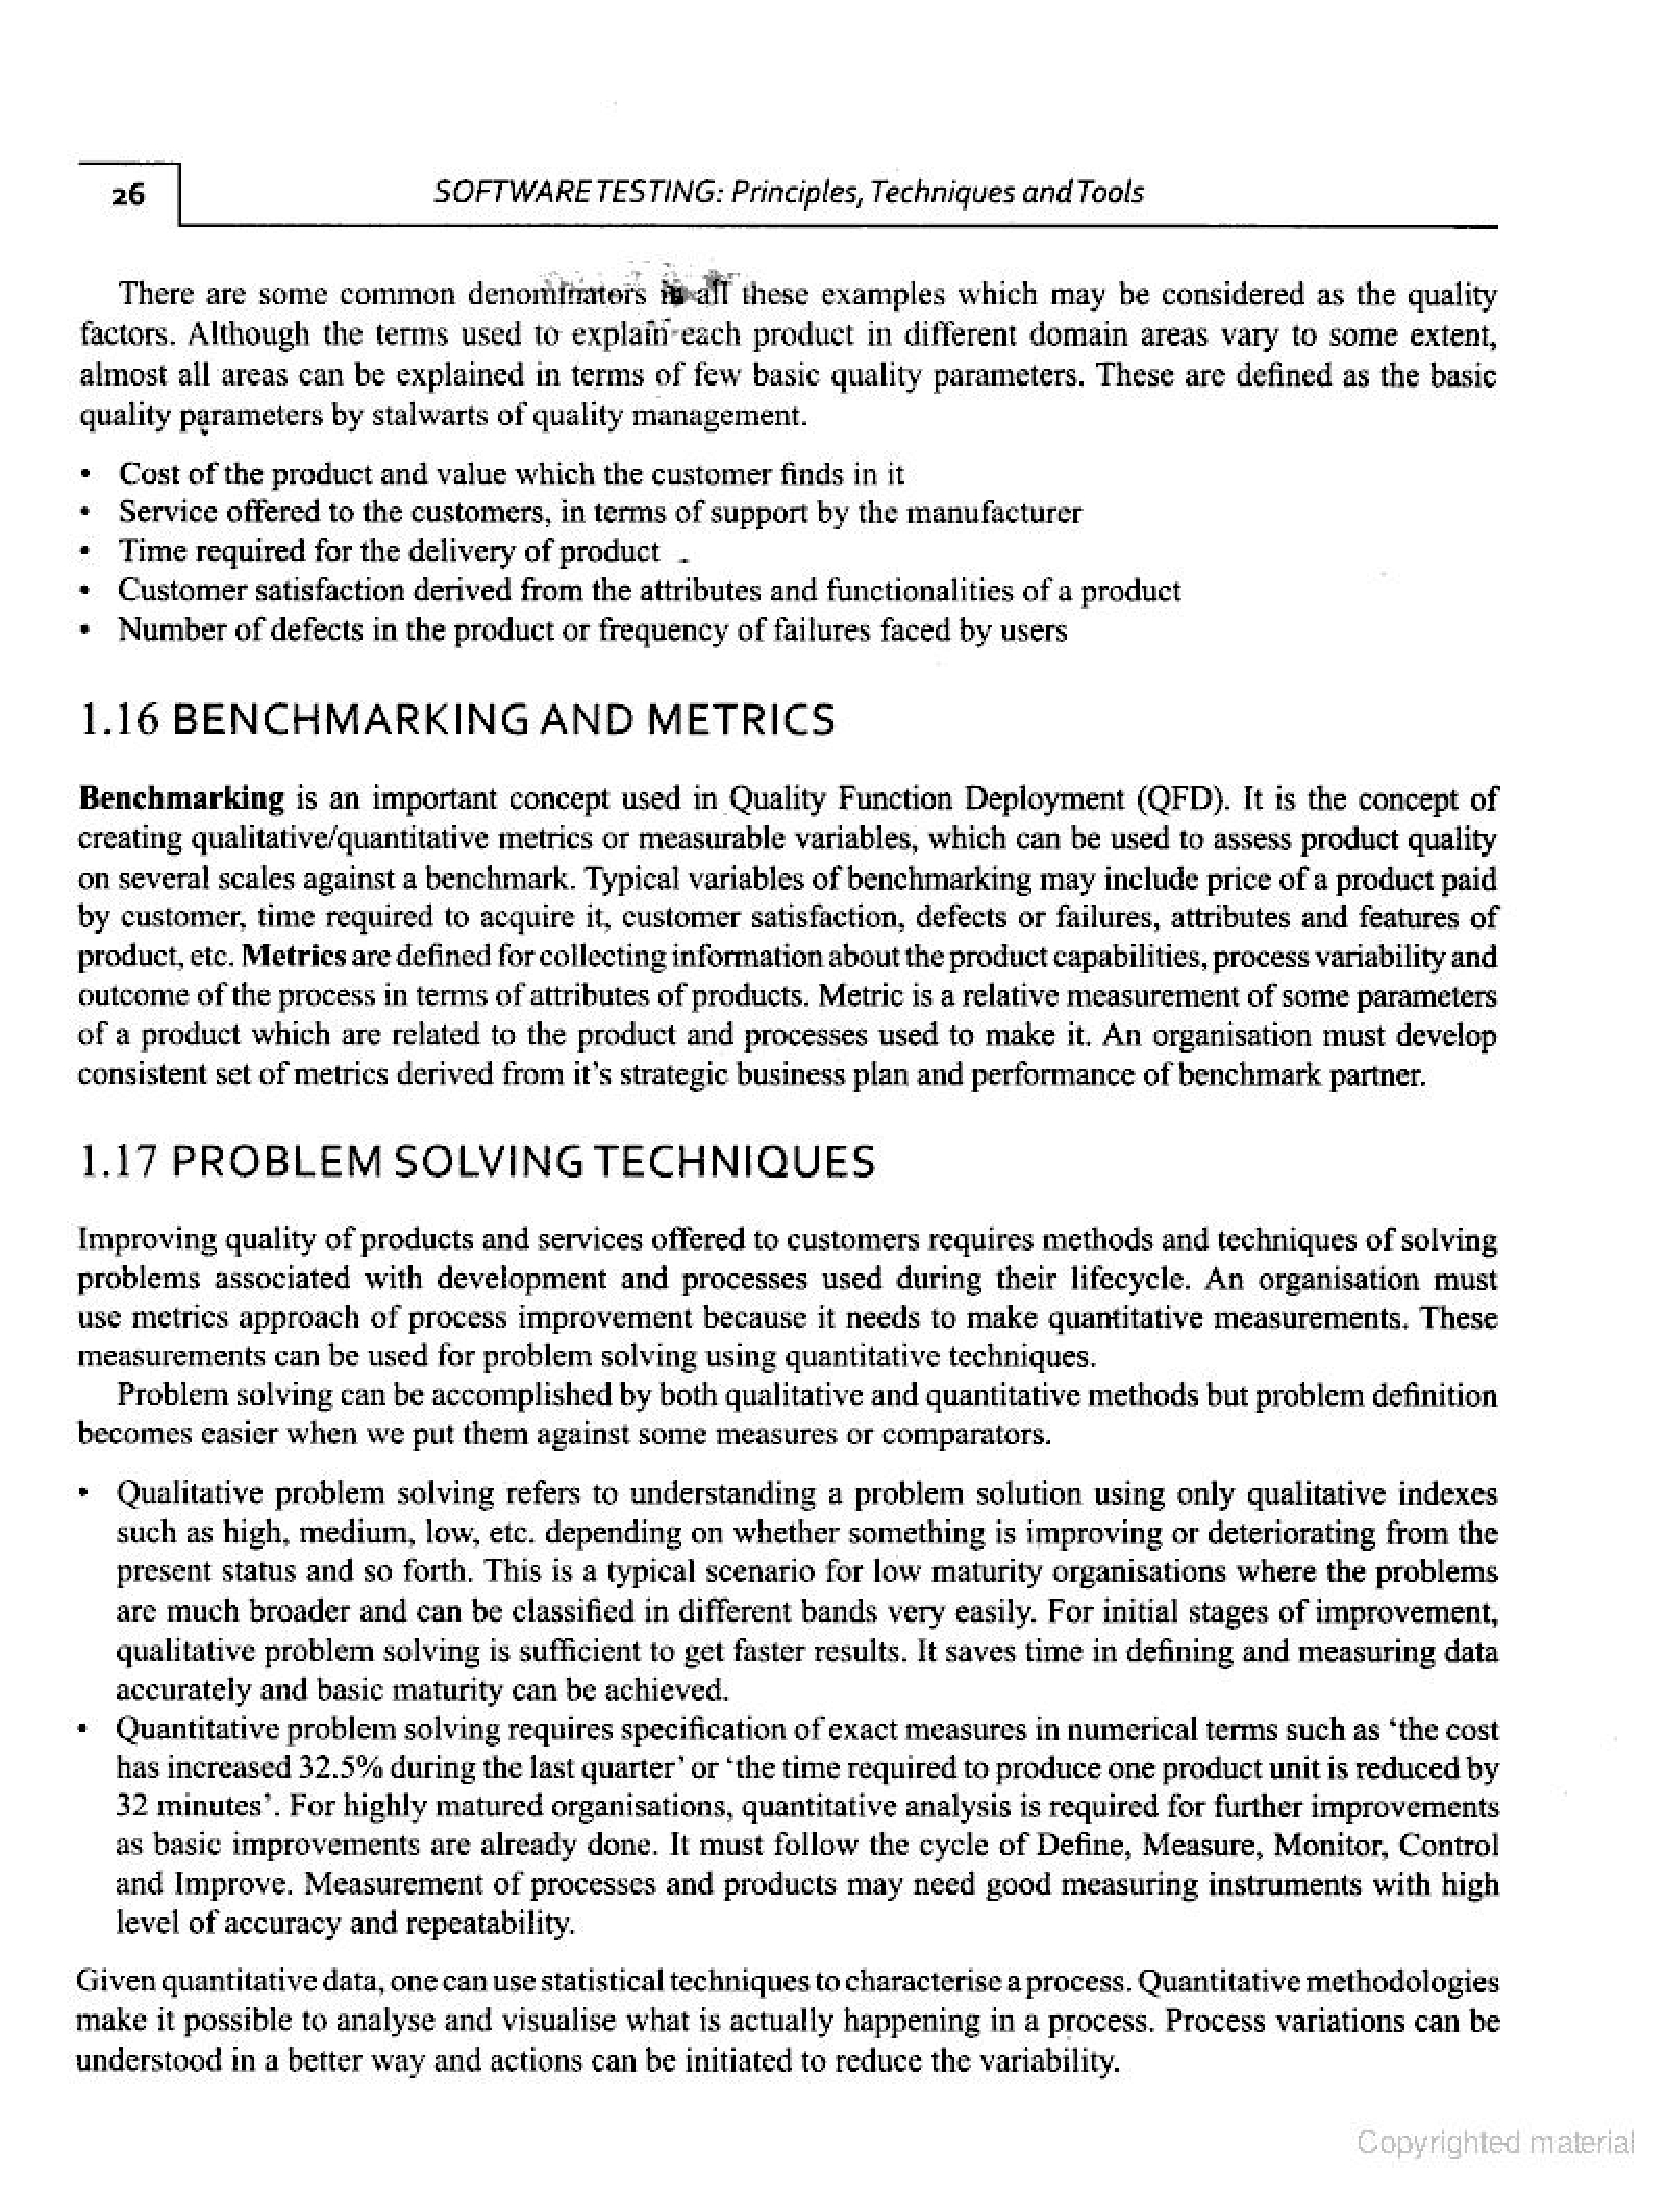 26
SOFTWARE TESTING: Principles, Techniques and Tools
There are some common denominators in all these examples which may be considered as the quality
factors. Although the terms used to explain each product in different domain areas vary to some extent,
almost all areas can be explained in terms of few basic quality parameters. These are defined as the basic
quality parameters by stalwarts of quality management.
• Cost of the product and value which the customer finds in it
• Service offered to the customers, in terms of support by the manufacturer
• Time required for the delivery of product
• Customer satisfaction derived from the attributes and functionalities of a product
• Number of defects in the product or frequency of failures faced by users
1.16 BENCHMARKING AND METRICS
Benchmarking is an important concept used in Quality Function Deployment (QFD). It is the concept of
creating qualitative/quantitative metrics or measurable variables, which can be used to assess product quality
on several scales against a benchmark. Typical variables of benchmarking may include price of a product paid
by customer, time required to acquire it, customer satisfaction, defects or failures, attributes and features of
product, etc. Metrics are defined for collecting information about the product capabilities, process variability and
outcome of the process in terms of attributes of products. Metric is a relative measurement of some parameters
of a product which are related to the product and processes used to make it. An organisation must develop
consistent set of metrics derived from it's strategic business plan and performance of benchmark partner.
1.17 PROBLEM SOLVING TECHNIQUES
Improving quality of products and services offered to customers requires methods and techniques of solving
problems associated with development and processes used during their lifecycle. An organisation must
use metrics approach of process improvement because it needs to make quantitative measurements. These
measurements can be used for problem solving using quantitative techniques.
Problem solving can be accomplished by both qualitative and quantitative methods but problem definition
becomes easier when we put them against some measures or comparators.
• Qualitative problem solving refers to understanding a problem solution using only qualitative indexes
such as high, medium, low, etc. depending on whether something is improving or deteriorating from the
present status and so forth. This is a typical scenario for low maturity organisations where the problems
are much broader and can be classified in different bands very easily. For initial stages of improvement,
qualitative problem solving is sufficient to get faster results. It saves time in defining and measuring data
accurately and basic maturity can be achieved.
• Quantitative problem solving requires specification of exact measures in numerical terms such as ‘the cost
has increased 32.5% during the last quarter’ or ‘the time required to produce one product unit is reduced by
32 minutes’. For highly matured organisations, quantitative analysis is required for further improvements
as basic improvements are already done. It must follow the cycle of Define, Measure, Monitor, Control
and Improve. Measurement of processes and products may need good measuring instruments with high
level of accuracy and repeatability.
Given quantitative data, one can use statistical techniques to characterise a process. Quantitative methodologies
make it possible to analyse and visualise what is actually happening in a process. Process variations can be
understood in a better way and actions can be initiated to reduce the variability.
Copyrighted material